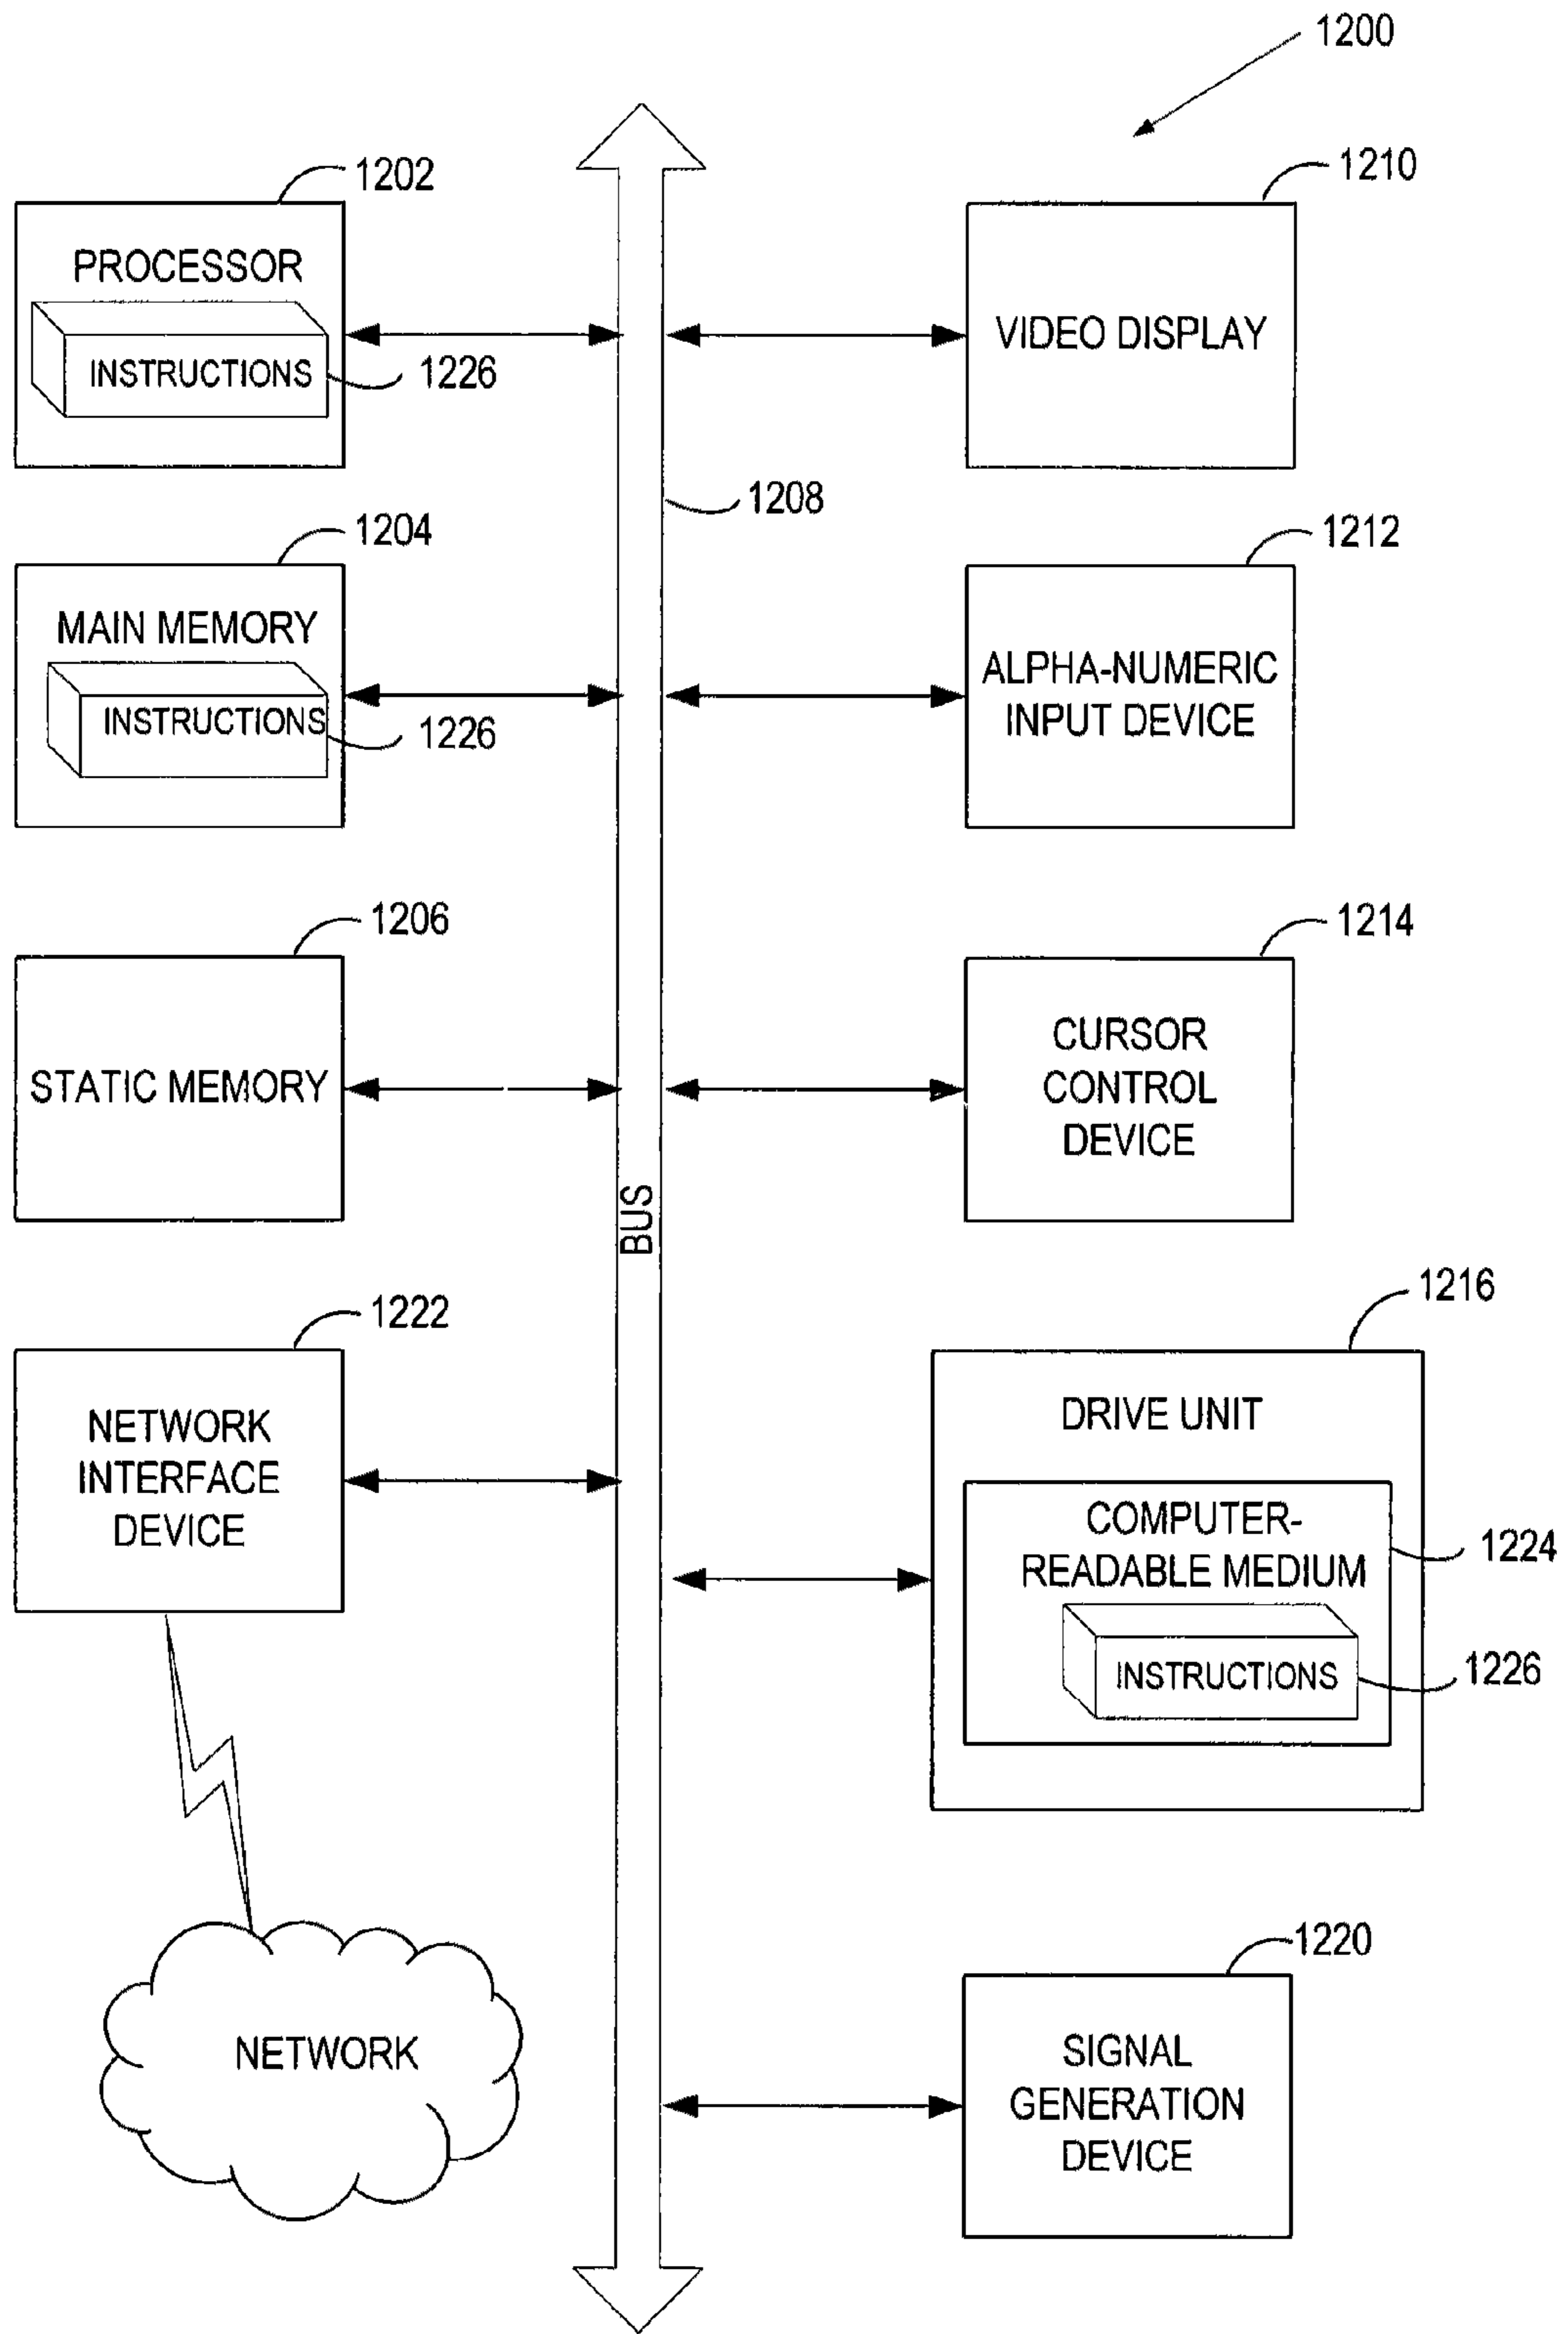 1200
1202
PROCESSOR
INSTRUCTIONS
1226
1210
VIDEO DISPLAY
1208
1204
MAIN MEMORY
INSTRUCTIONS
1226
1212
ALPHA-NUMERIC
INPUT DEVICE
1206
STATIC MEMORY
1214
CURSOR
CONTROL
DEVICE
BUS
1222
NETWORK
INTERFACE
DEVICE
1216
DRIVE UNIT
COMPUTER-
READABLE MEDIUM
1224
INSTRUCTIONS
1226
NETWORK
1220
SIGNAL
GENERATION
DEVICE